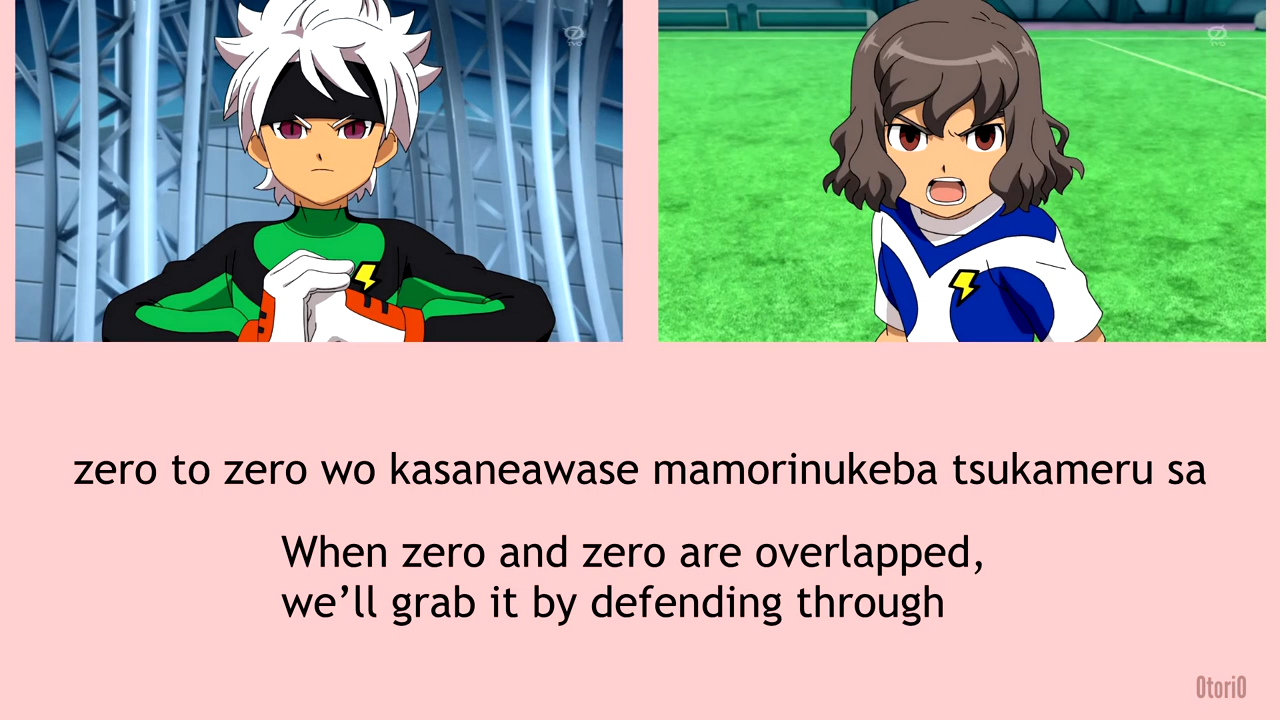 zero to zero wo kasaneawase mamorinukeba tsukameru sa
When zero and zero are overlapped,
we’ll grab it by defending through
OtoriO